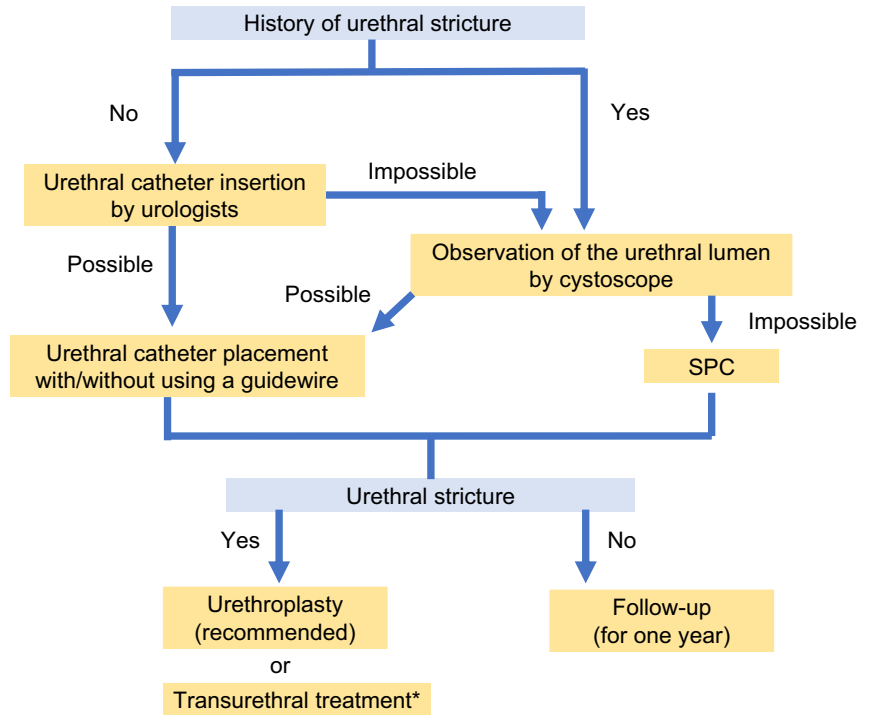 History of urethral stricture
No
Yes
Urethral catheter insertion
by urologists
Impossible
Possible
Observation of the urethral lumen
by cystoscope
Possible
Impossible
Urethral catheter placement
with/without using a guidewire
SPC
Urethral stricture
Yes
No
Urethroplasty
(recommended)
or
Transurethral treatment*
Follow-up
(for one year)